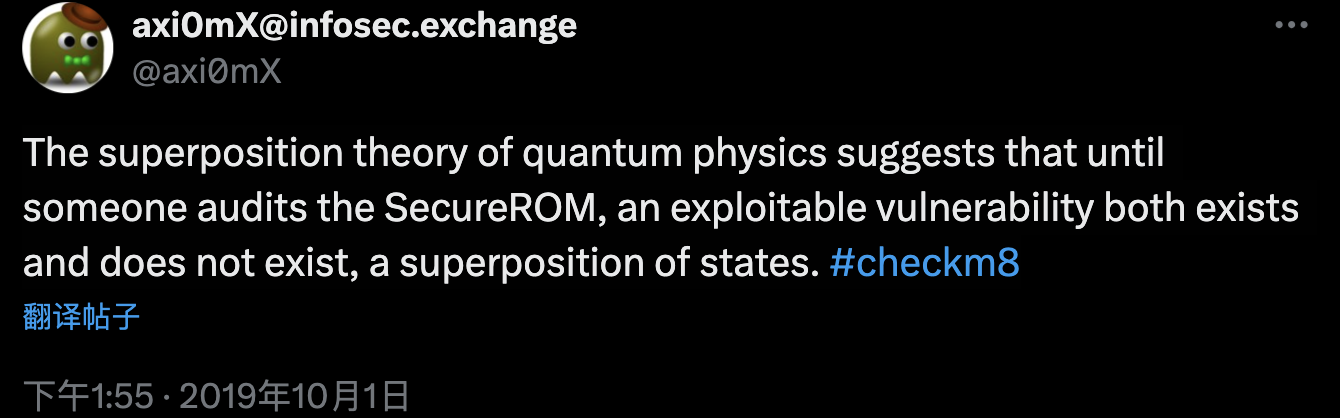 axi0mX@infosec.exchange
@axi0mX
The superposition theory of quantum physics suggests that until
someone audits the SecureROM, an exploitable vulnerability both exists
and does not exist, a superposition of states. #checkm8
翻译帖子
下午1:55 · 2019年10月1日